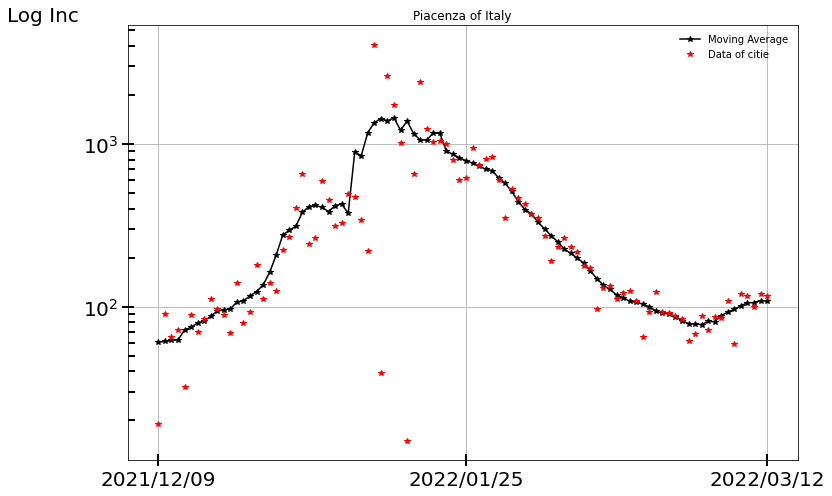 Log Inc
Piacenza of Italy
Moving Average
Data of citie
10³
10²
2021/12/09
2022/01/25
2022/03/12